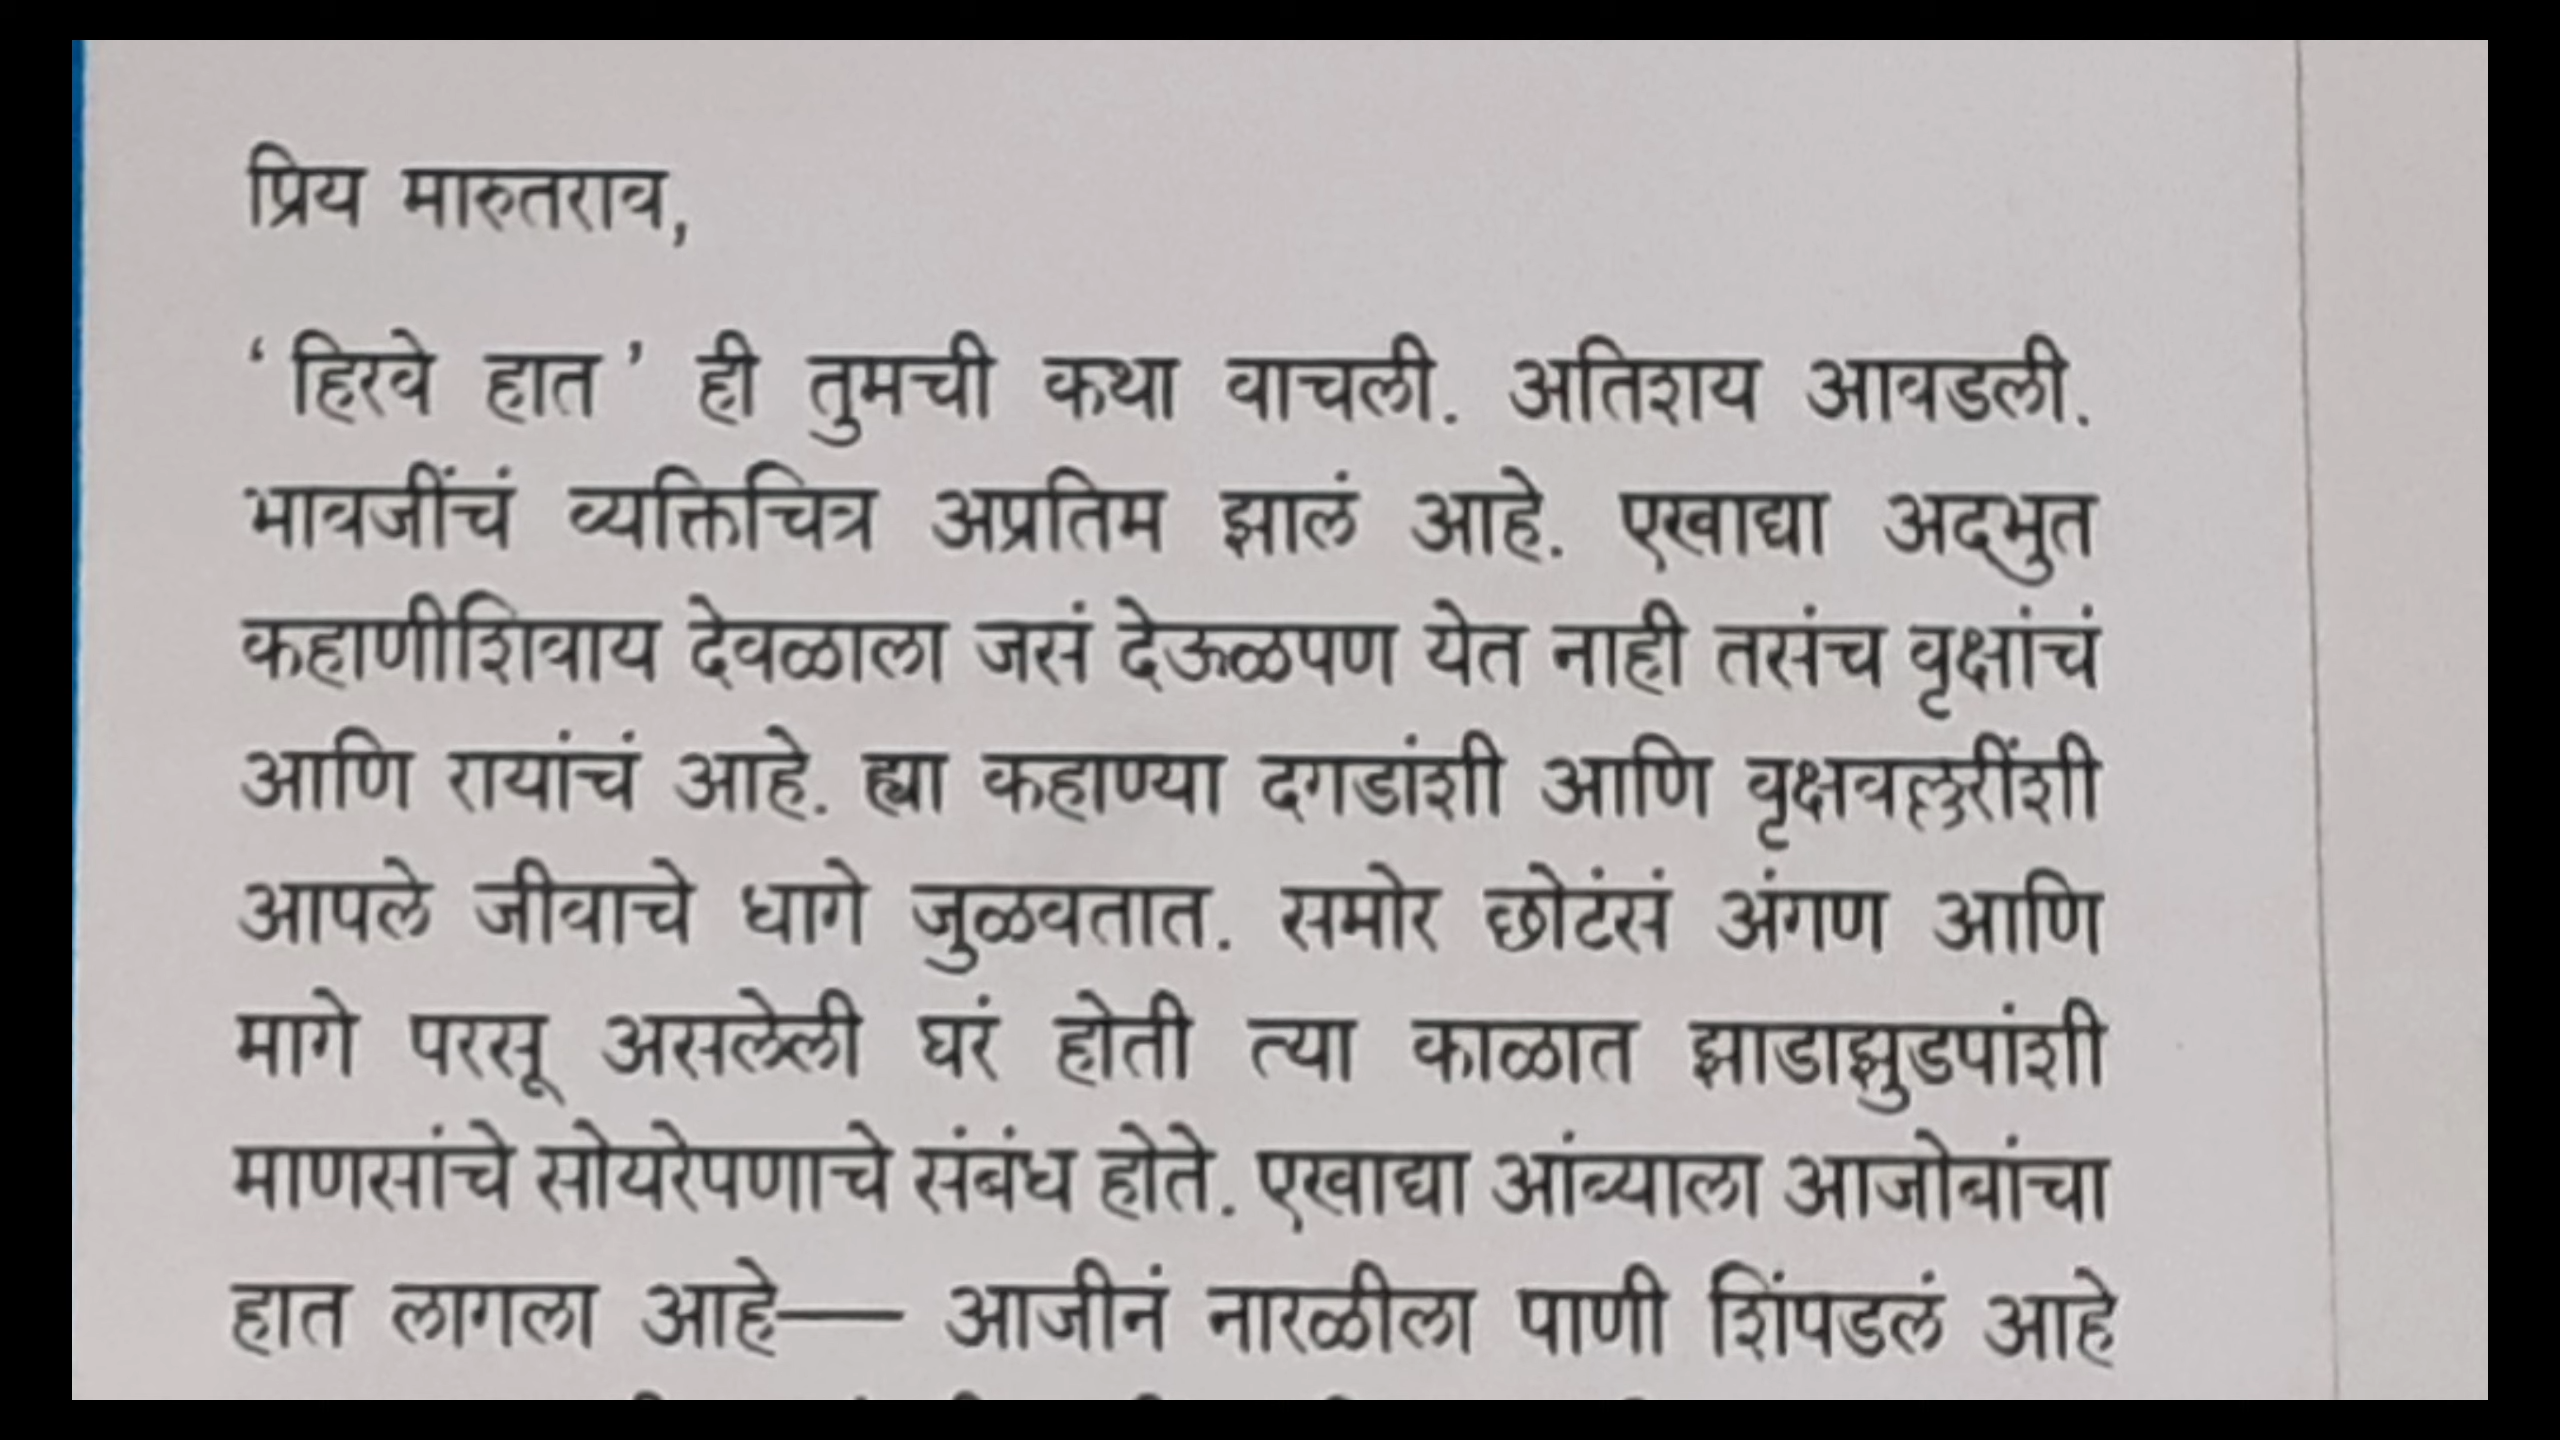 प्रिय मारुतराव,
‘ हिरवे हात ’ ही तुमची कथा वाचली. अतिशय आवडली.
भावजींचं व्यक्तिचित्र अप्रतिम झालं आहे. एखाद्या अद्‌भुत
कहाणीशिवाय देवळाला जसं देऊळपण येत नाही तसंच वृक्षांचं
आणि रायांचं आहे. ह्या कहाण्या दगडांशी आणि वृक्षवल्लरींशी
आपले जीवाचे धागे जुळवतात. समोर छोटंसं अंगण आणि
मागे परसू असलेली घरं होती त्या काळात झाडाझुडपांशी
माणसांचे सोयरेपणाचे संबंध होते. एखाद्या आंब्याला आजोबांचा
हात लागला आहे— आजीनं नारळीला पाणी शिंपडलं आहे